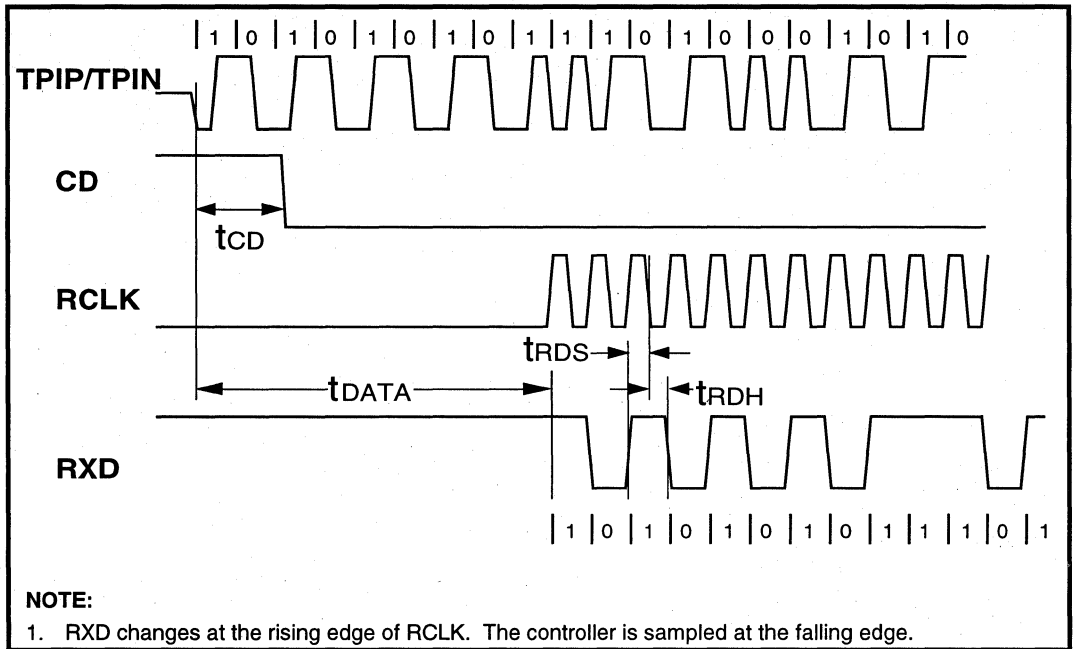 |1|0|1|0|1|0|1|0|1|1|1|0|1|0|0|0|1|0|1|0
TPIP/TPIN
CD
tCD
RCLK
tRDS
tDATA
tRDH
RXD
|1|0|1|0|1|0|1|0|1|1|1|0|1
NOTE:
1. RXD changes at the rising edge of RCLK. The controller is sampled at the falling edge.